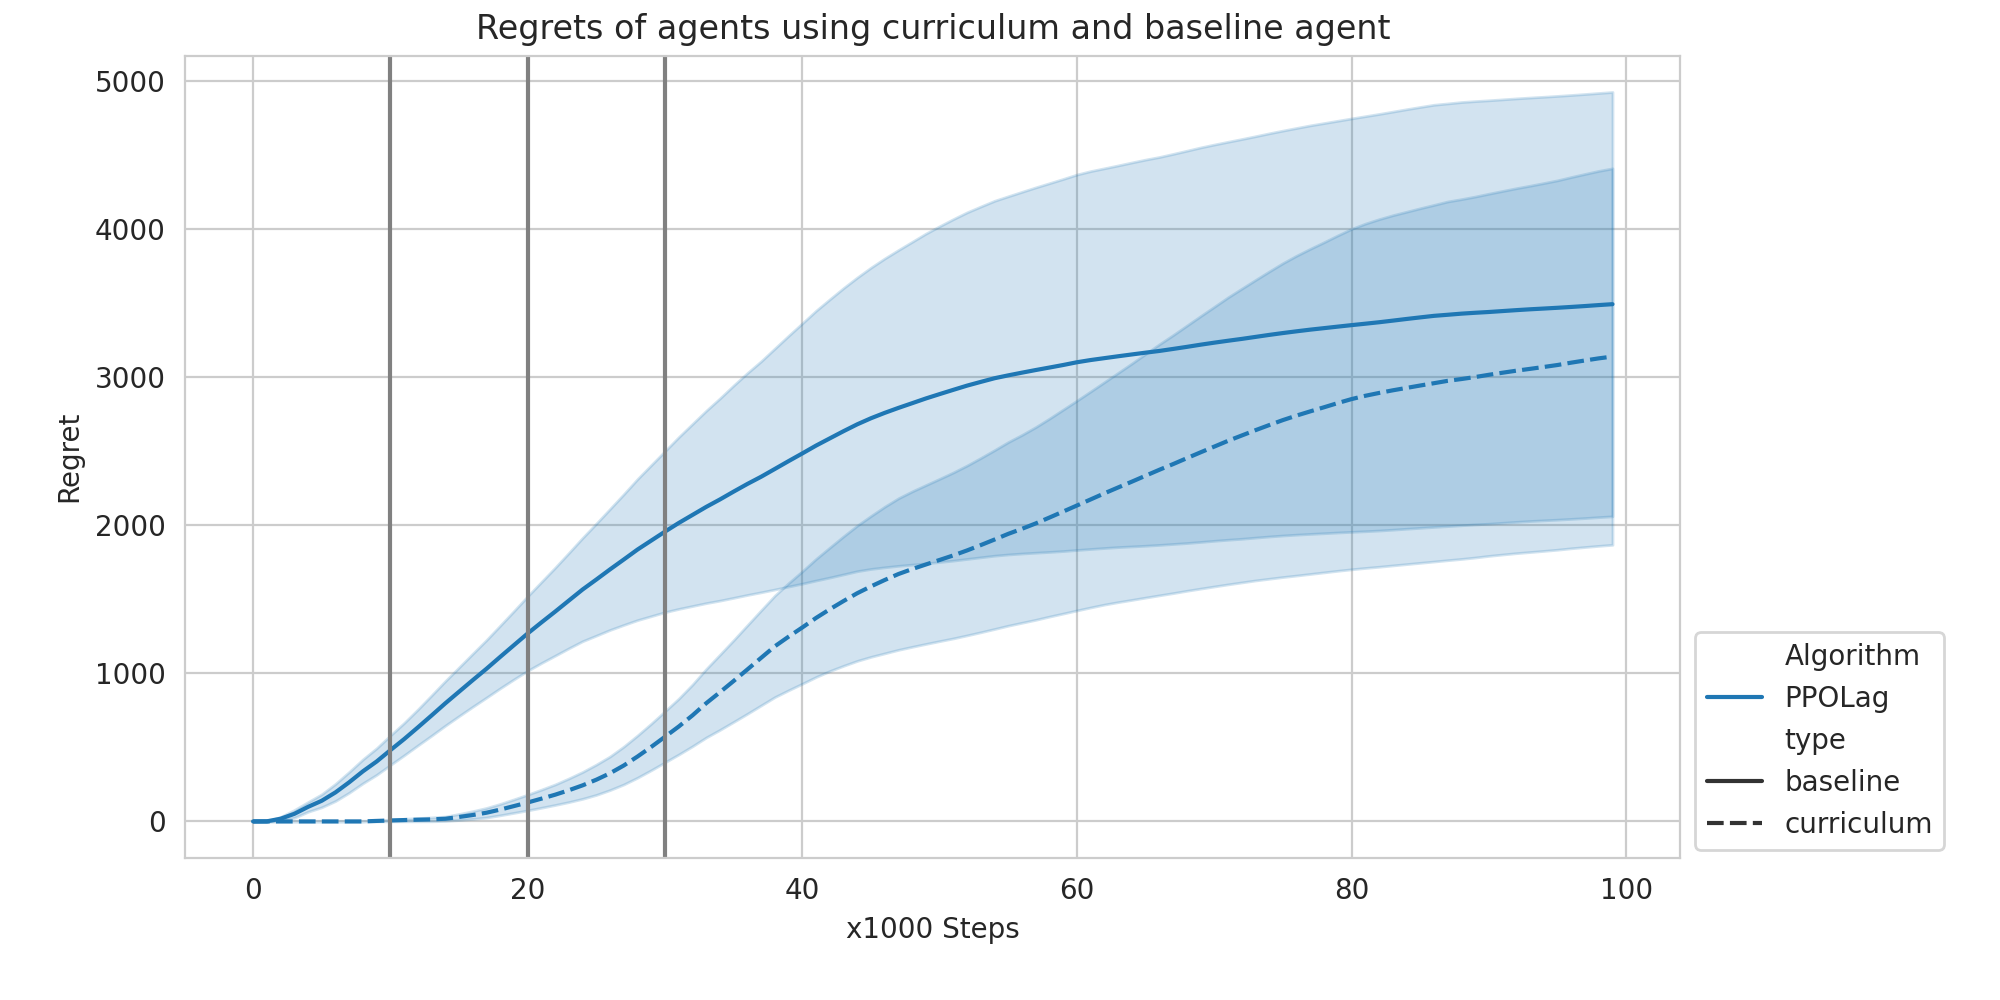 Regrets of agents using curriculum and baseline agent
5000
4000
3000
2000
1000
0
Regret
0 20 40 60 80 100
x1000 Steps
Algorithm
PPOLag
type
baseline
curriculum